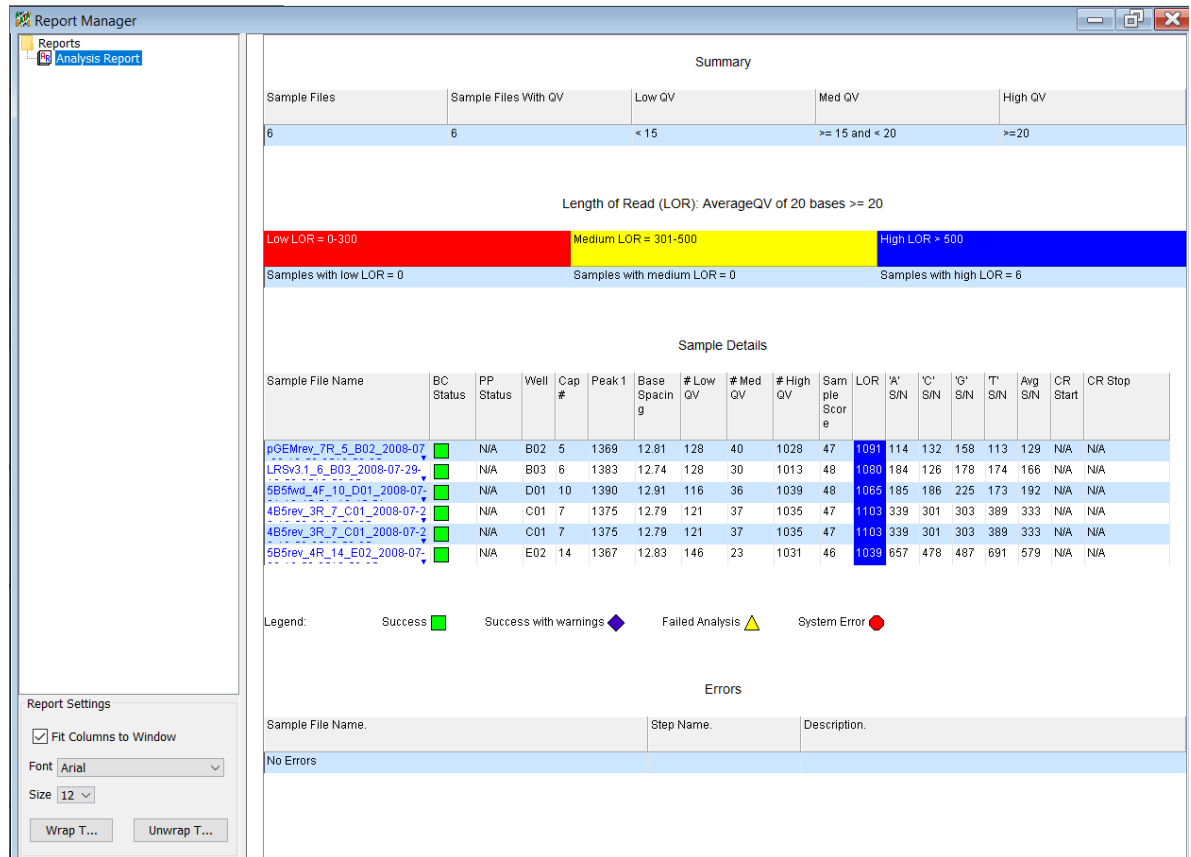 Report Manager
Reports
Analysis Report
Summary
Sample Files Sample Files With QV Low QV Med QV High QV
6 6 < 15 >= 15 and < 20 >=20
Length of Read (LOR): AverageQV of 20 bases >= 20
Low LOR = 0-300 Medium LOR = 301-500 High LOR > 500
Samples with low LOR = 0 Samples with medium LOR = 0 Samples with high LOR = 6
Sample Details
Sample File Name BC Status PP Status Well Cap # Peak 1 Base Spacing # Low QV # Med QV # High QV Sample Score LOR 'A' S/N 'C' S/N 'G' S/N 'T' S/N Avg S/N CR Start CR Stop
pGEMrev_7R_5_B02_2008-07 N/A B02 5 1369 12.81 128 40 1028 47 1091 114 132 158 113 129 N/A N/A
LRSv3.1_6_B03_2008-07-29- N/A B03 6 1383 12.74 128 30 1013 48 1080 184 126 178 174 166 N/A N/A
5B5fwd_4F_10_D01_2008-07- N/A D01 10 1390 12.91 116 36 1039 48 1065 185 186 225 173 192 N/A N/A
4B5rev_3R_7_C01_2008-07-2 N/A C01 7 1375 12.79 121 37 1035 47 1103 339 301 303 389 333 N/A N/A
4B5rev_3R_7_C01_2008-07-2 N/A C01 7 1375 12.79 121 37 1035 47 1103 339 301 303 389 333 N/A N/A
5B5rev_4R_14_E02_2008-07- N/A E02 14 1367 12.83 146 23 1031 46 1039 657 478 487 691 579 N/A N/A
Legend: Success Success with warnings Failed Analysis System Error
Errors
Sample File Name. Step Name. Description.
No Errors
Report Settings
Fit Columns to Window
Font Arial
Size 12
Wrap T... Unwrap T...